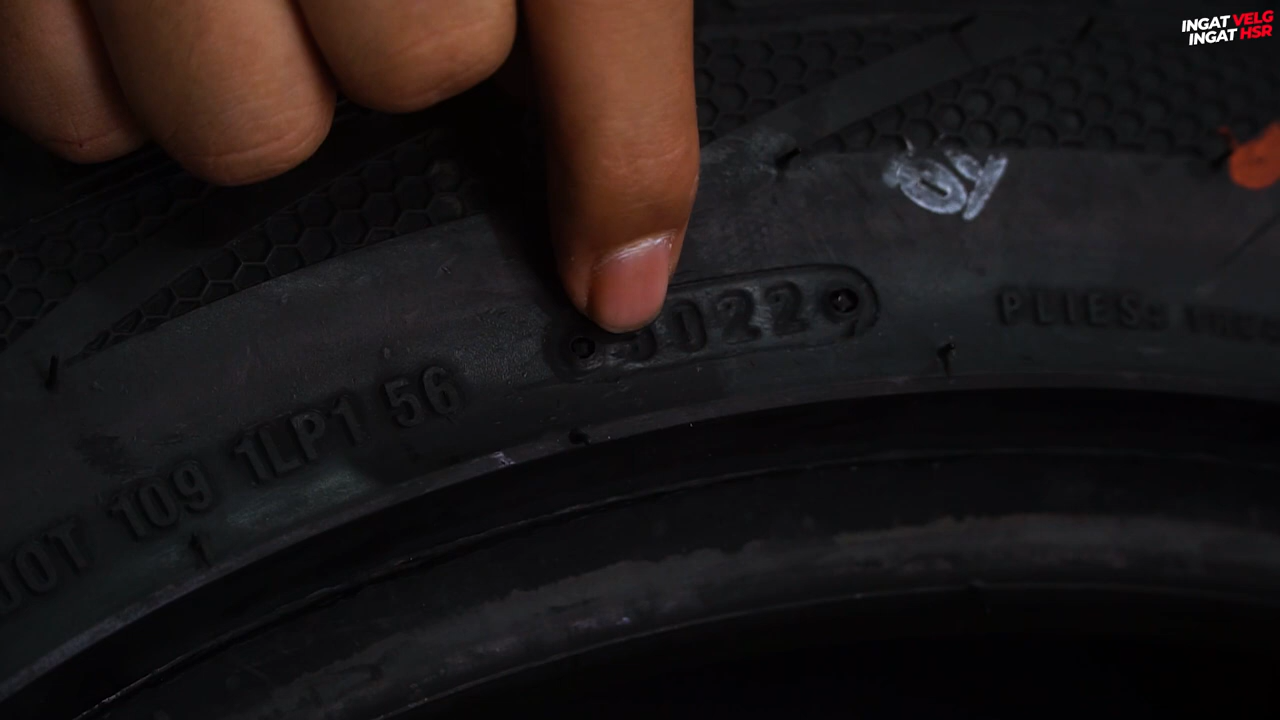 INGAT VELG
INGAT HSR
DOT 109 1LP1 56
022
PLIES: